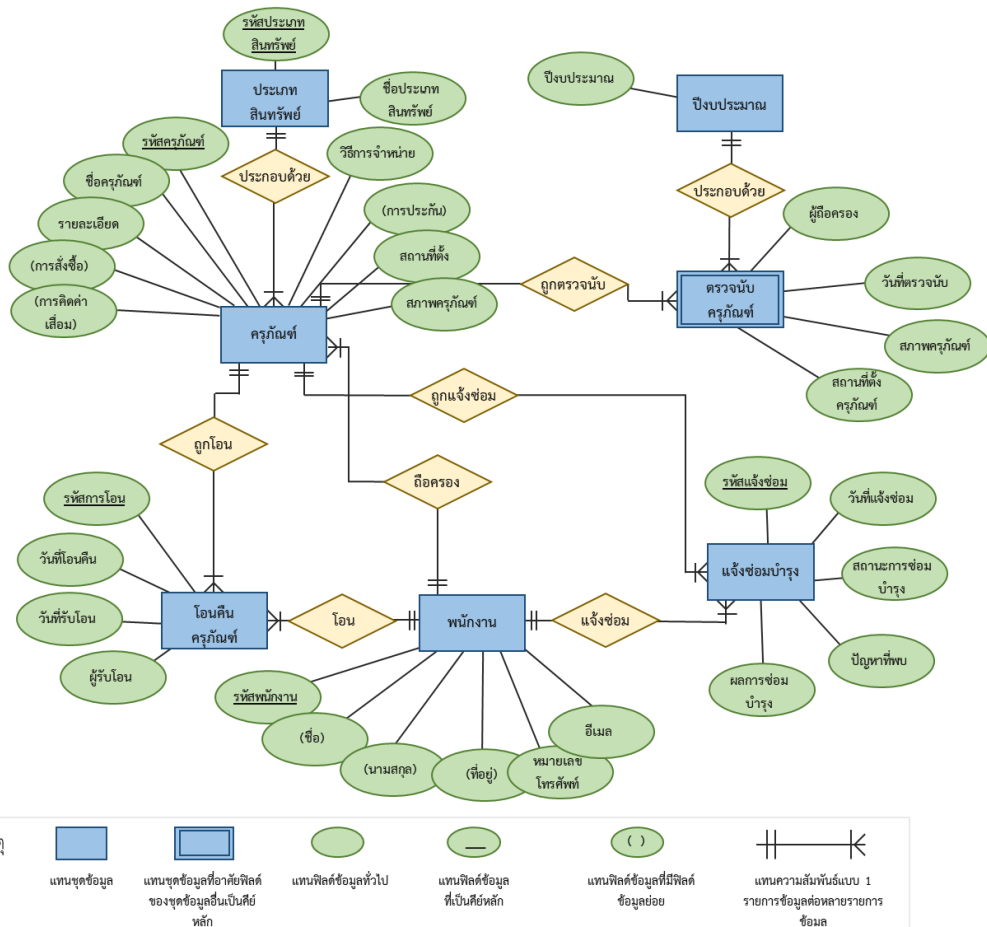 รหัสประเภท
สินทรัพย์
ประเภท
สินทรัพย์
ชื่อประเภท
สินทรัพย์
ปีงบประมาณ
ปีงบประมาณ
รหัสครุภัณฑ์
ประกอบด้วย
วิธีการจำหน่าย
ประกอบด้วย
ชื่อครุภัณฑ์
(การประกัน)
ผู้ถือครอง
รายละเอียด
สถานที่ตั้ง
(การสั่งซื้อ)
ถูกตรวจนับ
ตรวจนับ
ครุภัณฑ์
วันที่ตรวจนับ
(การคิดค่า
เสื่อม)
สภาพครุภัณฑ์
ครุภัณฑ์
สภาพครุภัณฑ์
สถานที่ตั้ง
ครุภัณฑ์
ถูกแจ้งซ่อม
ถูกโอน
ถือครอง
รหัสแจ้งซ่อม
วันที่แจ้งซ่อม
รหัสการโอน
วันที่โอนคืน
แจ้งซ่อมบำรุง
สถานะการซ่อม
บำรุง
วันที่รับโอน
โอนคืน
ครุภัณฑ์
โอน
พนักงาน
แจ้งซ่อม
ผู้รับโอน
ปัญหาที่พบ
ผลการซ่อม
บำรุง
รหัสพนักงาน
(ชื่อ)
(นามสกุล)
(ที่อยู่)
หมายเลข
โทรศัพท์
อีเมล
ตุ
( )
แทนชุดข้อมูล
แทนชุดข้อมูลที่อาศัยฟิลด์
ของชุดข้อมูลอื่นเป็นคีย์
หลัก
แทนฟิลด์ข้อมูลทั่วไป
แทนฟิลด์ข้อมูล
ที่เป็นคีย์หลัก
แทนฟิลด์ข้อมูลที่มีฟิลด์
ข้อมูลย่อย
แทนความสัมพันธ์แบบ 1
รายการข้อมูลต่อหลายรายการ
ข้อมูล